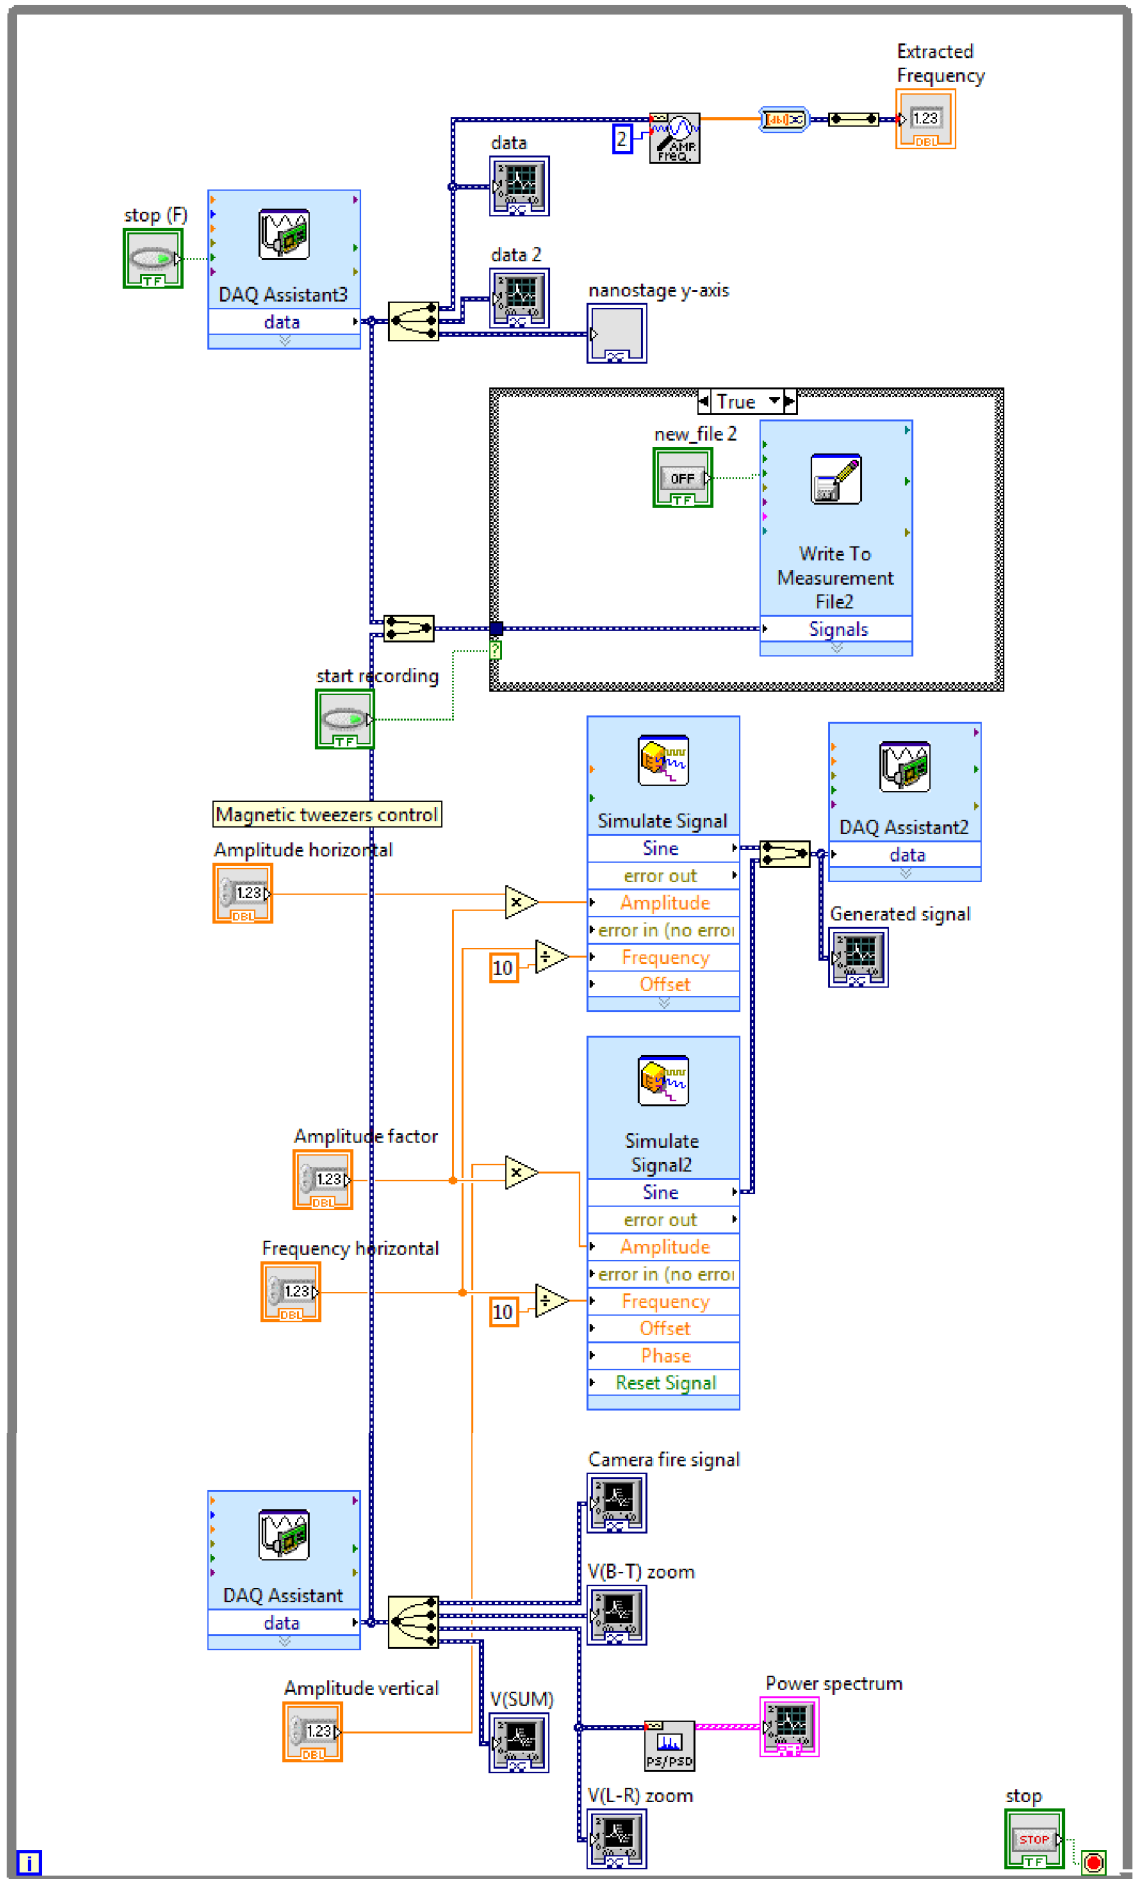 Extracted
Frequency
1.23
DBL
2
AMP
FREQ.
data
stop (F)
TF
DAQ Assistant3
data
data 2
nanostage y-axis
True
new_file 2
OFF
TF
Write To
Measurement
File2
Signals
?
start recording
TF
Simulate Signal
Sine
error out
Amplitude
error in (no error
Frequency
Offset
DAQ Assistant2
data
Generated signal
Magnetic tweezers control
Amplitude horizontal
1.23
DBL
×
10
÷
Simulate
Signal2
Sine
error out
Amplitude
error in (no error
Frequency
Offset
Phase
Reset Signal
Amplitude factor
1.23
DBL
×
Frequency horizontal
1.23
DBL
10
÷
Camera fire signal
DAQ Assistant
data
V(B-T) zoom
Amplitude vertical
1.23
DBL
V(SUM)
Power spectrum
PS/PSD
V(L-R) zoom
stop
STOP
TF
i